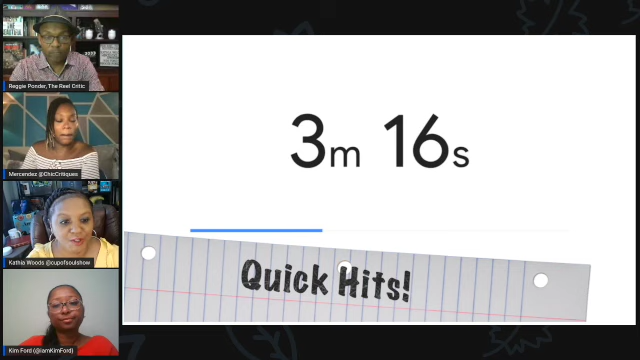 Reggie Ponder, The Reel Critic
Mercendez @ChicCritiques
Kathia Woods @cupofsoulshow
Kim Ford (@iamKimFord)
3m 16s
Quick Hits!